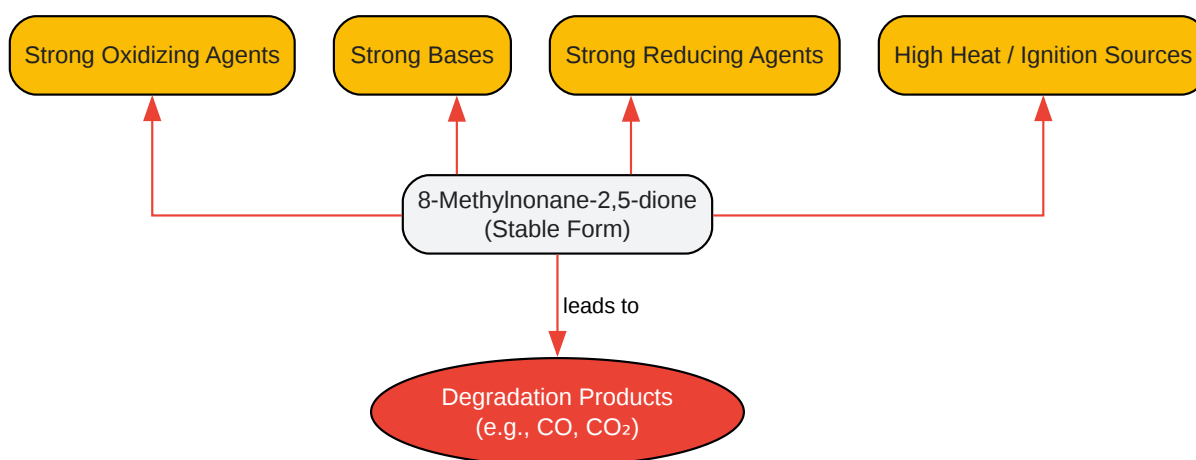 Strong Oxidizing Agents
Strong Bases
Strong Reducing Agents
High Heat / Ignition Sources
8-Methylnonane-2,5-dione
(Stable Form)
leads to
Degradation Products
(e.g., CO, CO₂)